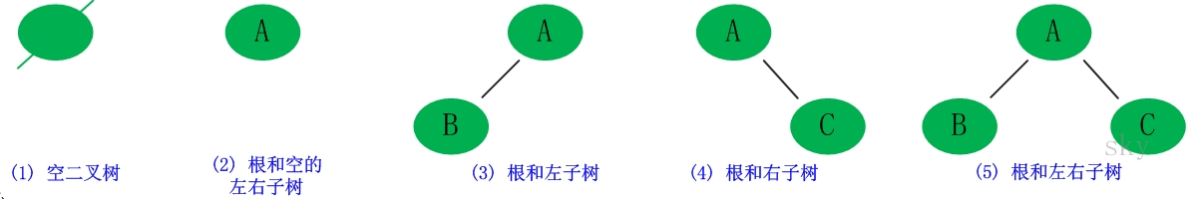 A
A
A
A
B
C
B
C
sky
(1) 空二叉树
(2) 根和空的
左右子树
(3) 根和左子树
(4) 根和右子树
(5) 根和左右子树